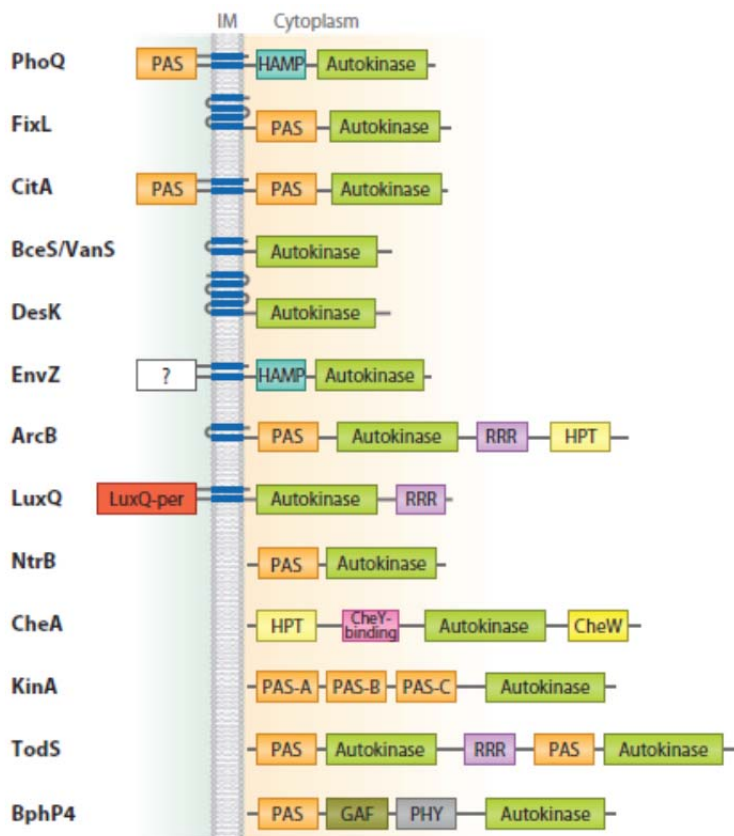 IM Cytoplasm
PhoQ PAS HAMP Autokinase
FixL PAS Autokinase
CitA PAS PAS Autokinase
BceS/VanS Autokinase
DesK Autokinase
EnvZ ? HAMP Autokinase
ArcB PAS Autokinase RRR HPT
LuxQ LuxQ-per Autokinase RRR
NtrB PAS Autokinase
CheA HPT CheY-binding Autokinase CheW
KinA PAS-A PAS-B PAS-C Autokinase
TodS PAS Autokinase RRR PAS Autokinase
BphP4 PAS GAF PHY Autokinase